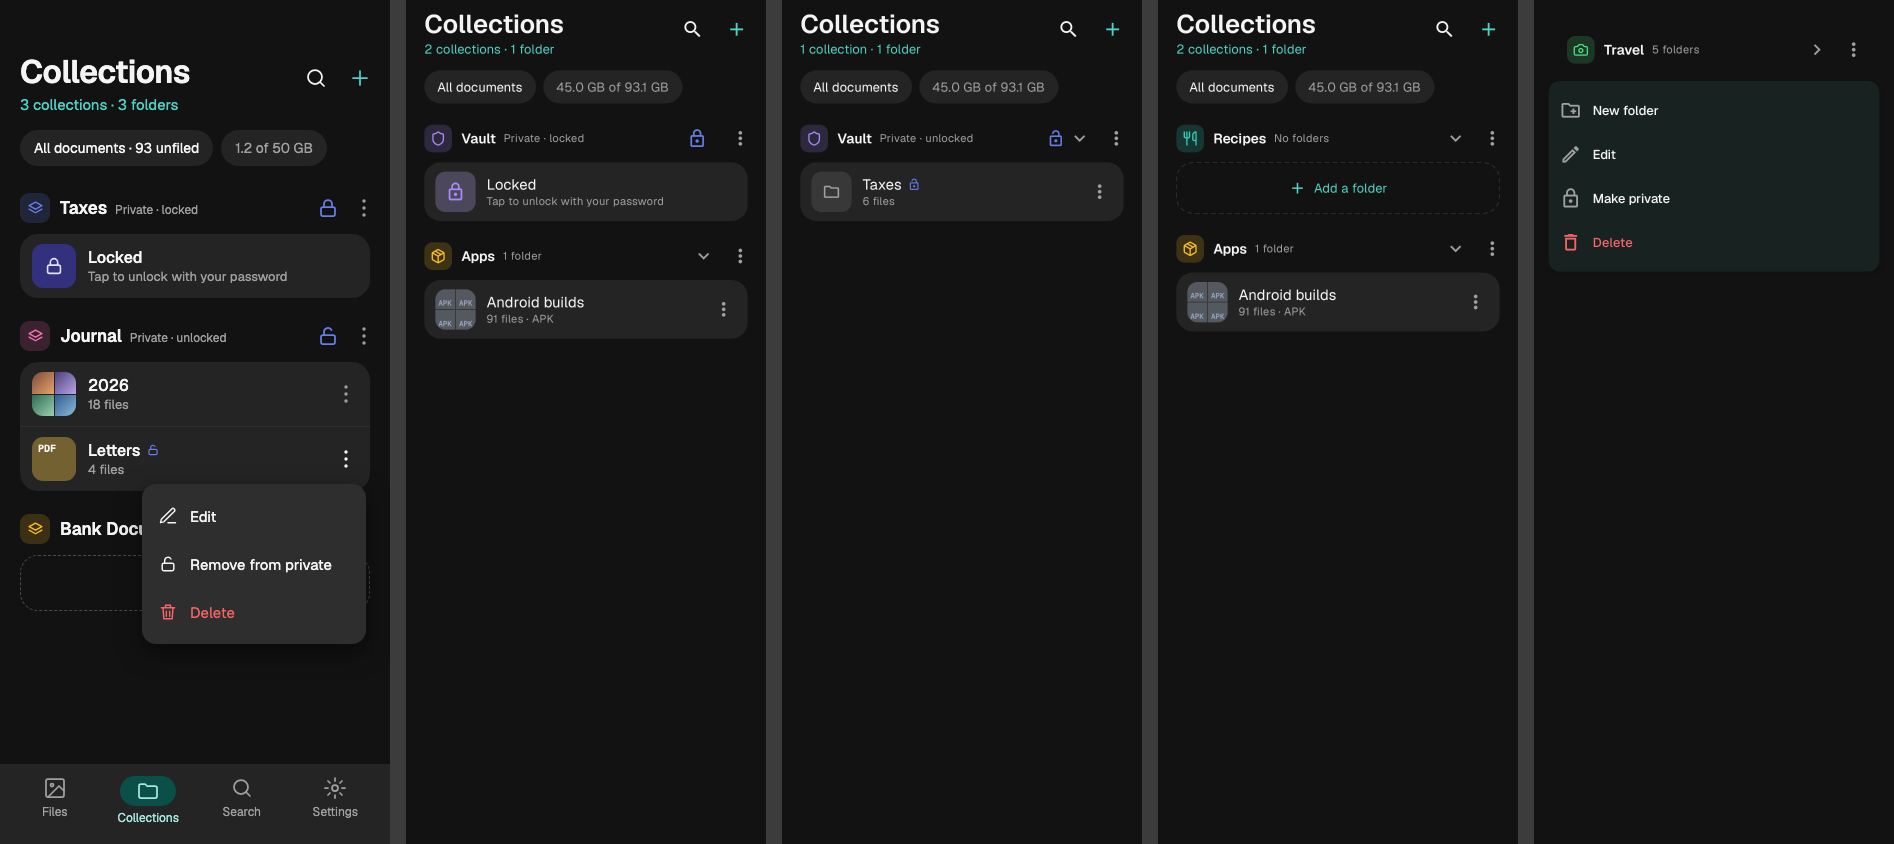 Collections
3 collections · 3 folders
All documents · 93 unfiled
1.2 of 50 GB
Taxes Private · locked
Locked
Tap to unlock with your password
Journal Private · unlocked
2026
18 files
PDF
Letters
4 files
Edit
Remove from private
Delete
Bank Docu
Files
Collections
Search
Settings
Collections
2 collections · 1 folder
All documents
45.0 GB of 93.1 GB
Vault Private · locked
Locked
Tap to unlock with your password
Apps 1 folder
APK APK
APK APK
Android builds
91 files · APK
Collections
1 collection · 1 folder
All documents
45.0 GB of 93.1 GB
Vault Private · unlocked
Taxes
6 files
Collections
2 collections · 1 folder
All documents
45.0 GB of 93.1 GB
Recipes No folders
Add a folder
Apps 1 folder
APK APK
APK APK
Android builds
91 files · APK
Travel 5 folders
New folder
Edit
Make private
Delete